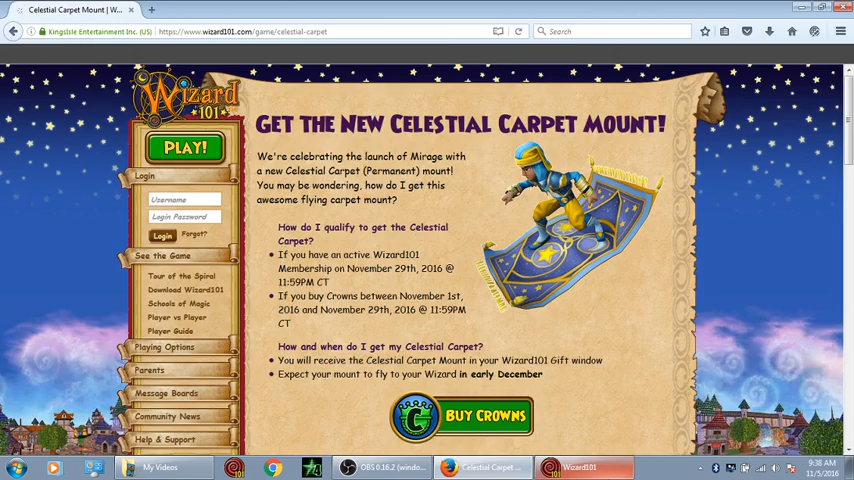 Celestial Carpet Mount | W...
KingsIsle Entertainment Inc. (US)
https://www.wizard101.com/game/celestial-carpet
Search
Wizard
101
PLAY!
Login
Username
Login Password
Login
Forgot?
See the Game
Tour of the Spiral
Download Wizard101
Schools of Magic
Player vs Player
Player Guide
Playing Options
Parents
Message Boards
Community News
Help & Support
GET THE NEW CELESTIAL CARPET MOUNT!
We're celebrating the launch of Mirage with
a new Celestial Carpet (Permanent) mount!
You may be wondering, how do I get this
awesome flying carpet mount?
How do I qualify to get the Celestial
Carpet?
If you have an active Wizard101
Membership on November 29th, 2016 @
11:59PM CT
If you buy Crowns between November 1st,
2016 and November 29th, 2016 @ 11:59PM
CT
How and when do I get my Celestial Carpet?
You will receive the Celestial Carpet Mount in your Wizard101 Gift window
Expect your mount to fly to your Wizard in early December
BUY CROWNS
My Videos
OBS 0.16.2 (windo...
Celestial Carpet ...
Wizard101
9:38 AM
11/5/2016